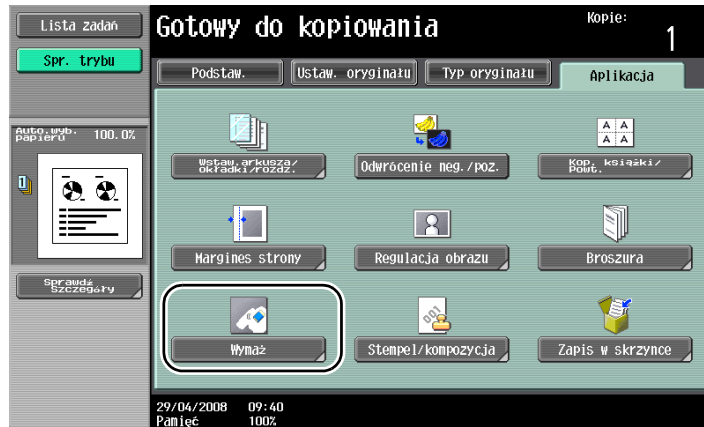 Lista zadań
Gotowy do kopiowania
Kopie:
1
Spr. trybu
Podstaw.
Ustaw. oryginału
Typ oryginału
Aplikacja
Auto.wyb.
papieru
100.0%
Wstaw.arkusza/
okładki/rozdz.
Odwrócenie neg./poz.
Kop. książki/
Powt.
Margines strony
Regulacja obrazu
Broszura
Sprawdź
Szczegóły
Wymaż
Stempel/kompozycja
Zapis w skrzynce
29/04/2008 09:40
Pamięć 100%